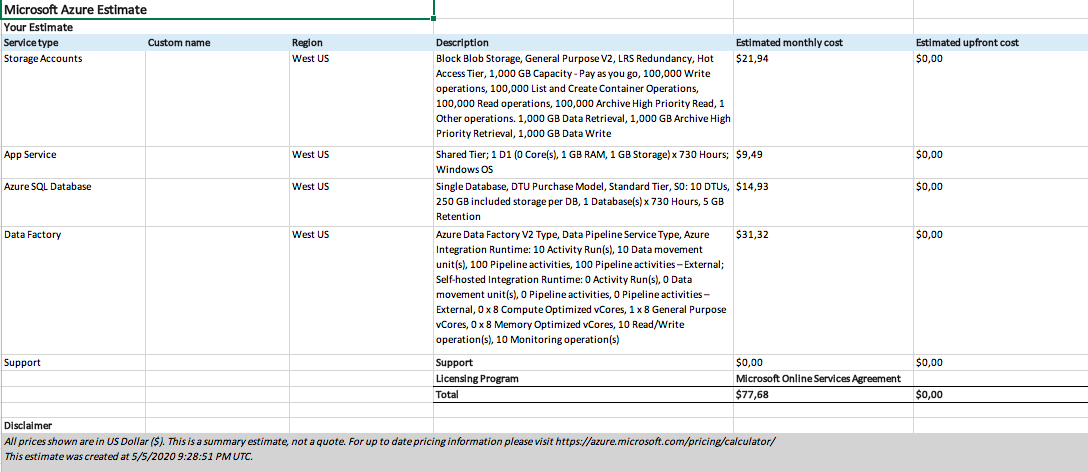 Microsoft Azure Estimate
Your Estimate
Service type Custom name Region Description Estimated monthly cost Estimated upfront cost
Storage Accounts West US Block Blob Storage, General Purpose V2, LRS Redundancy, Hot $21,94 $0,00
Access Tier, 1,000 GB Capacity - Pay as you go, 100,000 Write
operations, 100,000 List and Create Container Operations,
100,000 Read operations, 100,000 Archive High Priority Read, 1
Other operations. 1,000 GB Data Retrieval, 1,000 GB Archive High
Priority Retrieval, 1,000 GB Data Write
App Service West US Shared Tier; 1 D1 (0 Core(s), 1 GB RAM, 1 GB Storage) x 730 Hours; $9,49 $0,00
Windows OS
Azure SQL Database West US Single Database, DTU Purchase Model, Standard Tier, S0: 10 DTUs, $14,93 $0,00
250 GB included storage per DB, 1 Database(s) x 730 Hours, 5 GB
Retention
Data Factory West US Azure Data Factory V2 Type, Data Pipeline Service Type, Azure $31,32 $0,00
Integration Runtime: 10 Activity Run(s), 10 Data movement
unit(s), 100 Pipeline activities, 100 Pipeline activities – External;
Self-hosted Integration Runtime: 0 Activity Run(s), 0 Data
movement unit(s), 0 Pipeline activities, 0 Pipeline activities –
External, 0 x 8 Compute Optimized vCores, 1 x 8 General Purpose
vCores, 0 x 8 Memory Optimized vCores, 10 Read/Write
operation(s), 10 Monitoring operation(s)
Support Support $0,00 $0,00
Licensing Program Microsoft Online Services Agreement
Total $77,68 $0,00
Disclaimer
All prices shown are in US Dollar ($). This is a summary estimate, not a quote. For up to date pricing information please visit https://azure.microsoft.com/pricing/calculator/
This estimate was created at 5/5/2020 9:28:51 PM UTC.